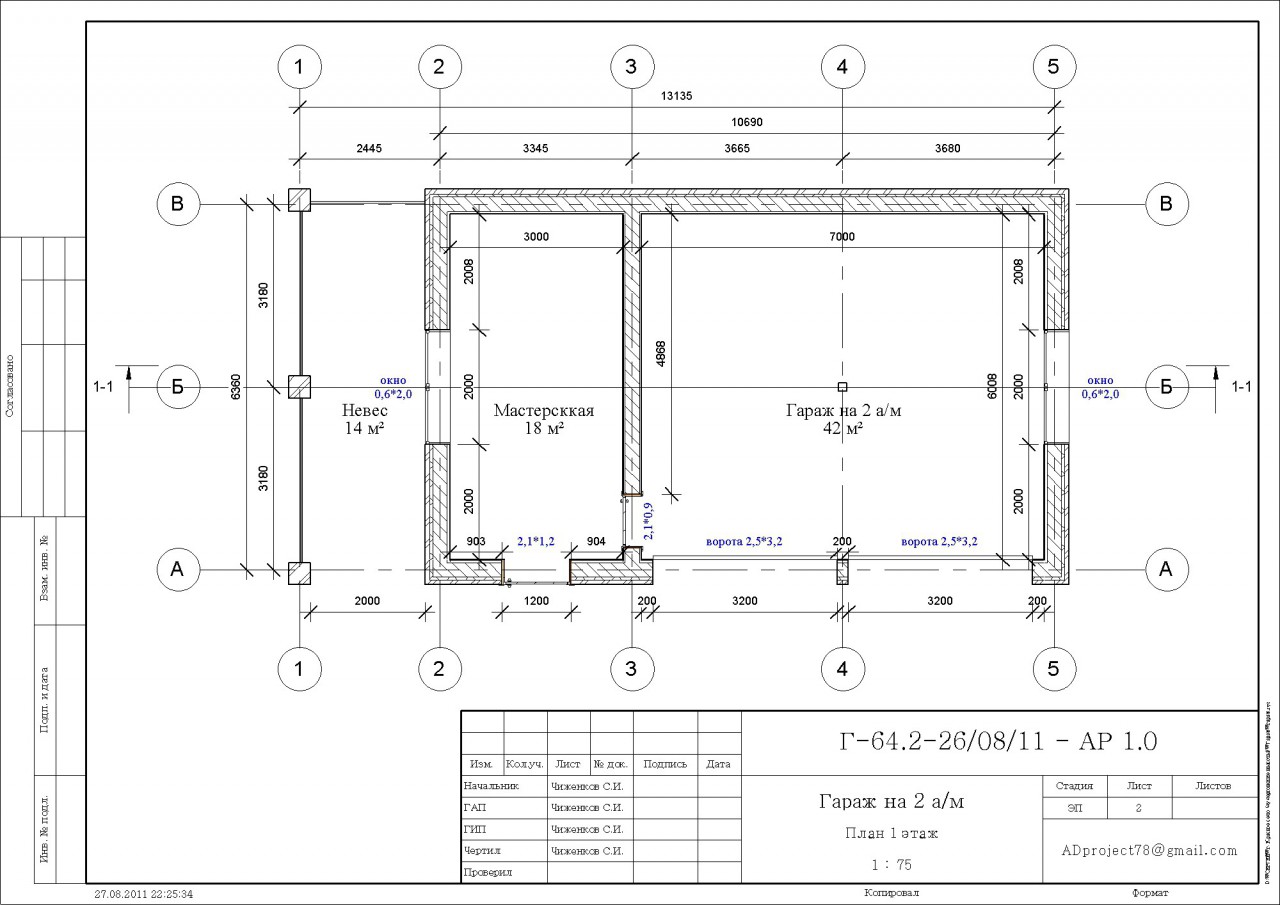 1 2 3 4 5
13135
10690
2445 3345 3665 3680
В В
3000 7000
2008 2008
3180
4868
6360 6008
2000 2000
1-1 Б Б 1-1
окно
0,6*2,0
окно
0,6*2,0
Невес
14 м²
Мастерсккая
18 м²
Гараж на 2 а/м
42 м²
3180
2000 2000
2,1*0,9
903 2,1*1,2 904 ворота 2,5*3,2 200 ворота 2,5*3,2
А А
2000 1200 200 3200 3200 200
1 2 3 4 5
Согласовано
Взам. инв. №
Подп. и дата
Инв. № подл.
Г-64.2-26/08/11 - АР 1.0
Изм. Кол.уч. Лист № док. Подпись Дата
Начальник Чиженков С.И.
ГАП Чиженков С.И.
ГИП Чиженков С.И.
Чертил Чиженков С.И.
Проверил
Гараж на 2 а/м
План 1 этаж
1 : 75
Стадия Лист Листов
ЭП 2
ADproject78@gmail.com
27.08.2011 22:25:34
Копировал Формат